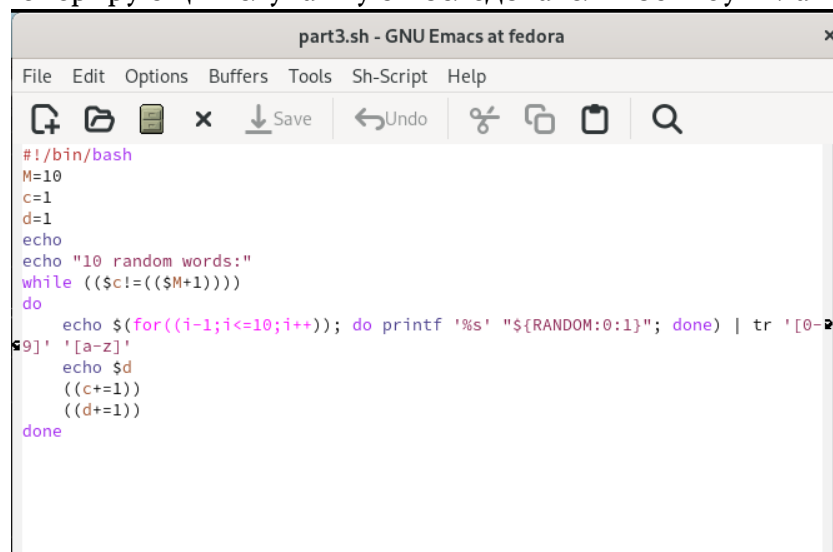 part3.sh - GNU Emacs at fedora
File Edit Options Buffers Tools Sh-Script Help
Save Undo
#!/bin/bash
M=10
c=1
d=1
echo
echo "10 random words:"
while (($c!=(($M+1))))
do
    echo $(for((i-1;i<=10;i++)); do printf '%s' "${RANDOM:0:1}"; done) | tr '[0-
9]' '[a-z]'
    echo $d
    ((c+=1))
    ((d+=1))
done